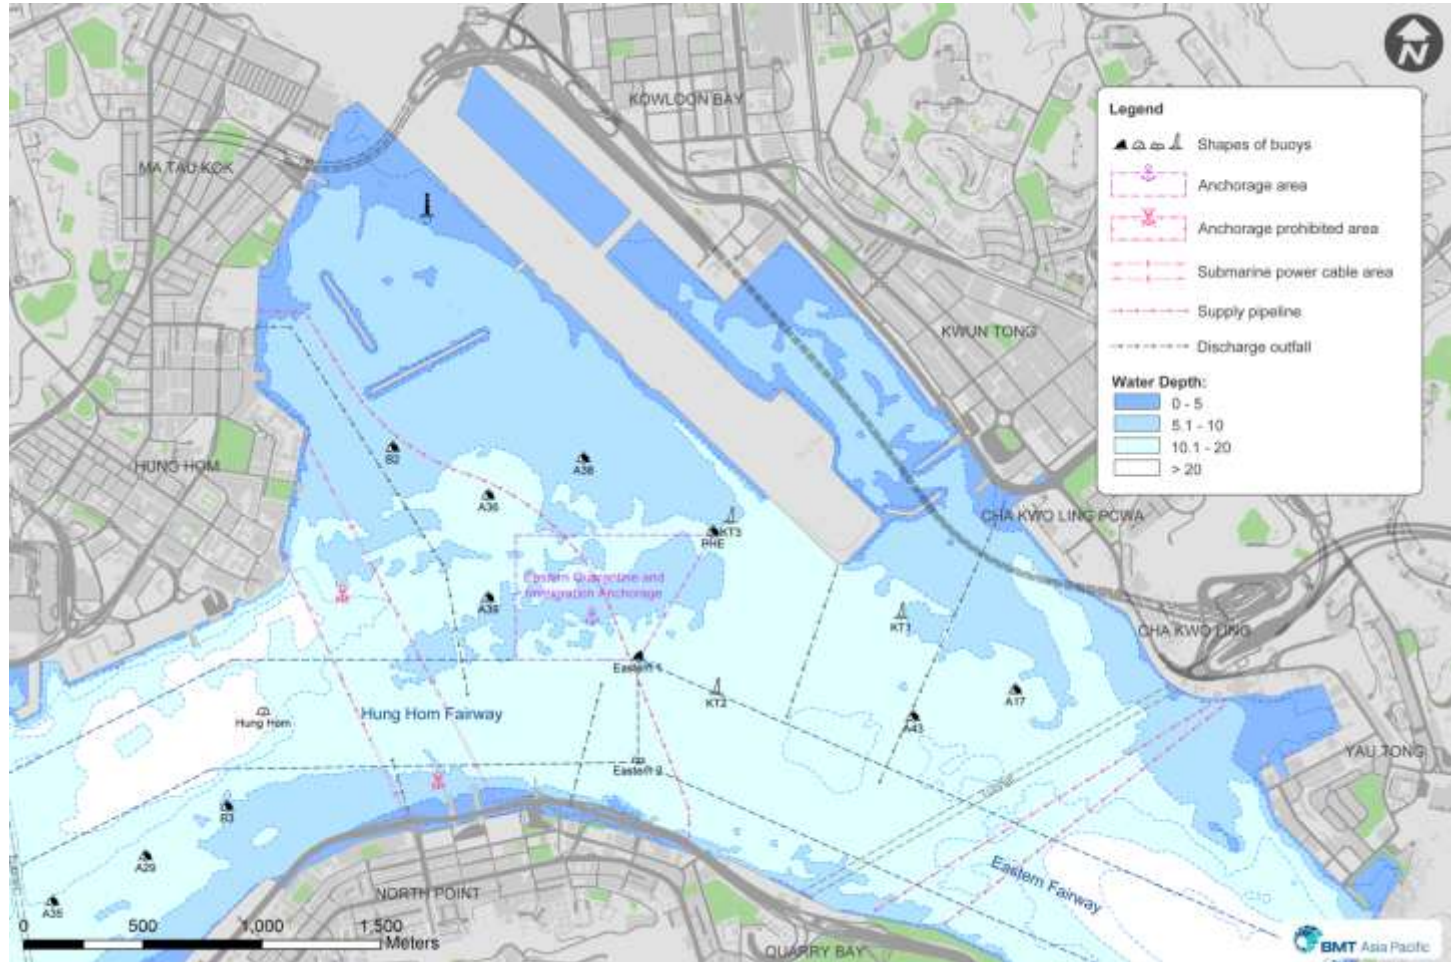 N
KOWLOON BAY
MA TAU KOK
Legend
Shapes of buoys
Anchorage area
Anchorage prohibited area
Submarine power cable area
Supply pipeline
Discharge outfall
Water Depth:
0 - 5
5.1 - 10
10.1 - 20
> 20
KWUN TONG
HUNG HOM
B2
A38
A36
CHA KWO LING PCWA
KT3
PHE
Eastern Quarantine and
Immigration Anchorage
A39
KT1
CHA KWO LING
Eastern 1
KT2
A17
Hung Hom
Hung Hom Fairway
A43
YAU TONG
Eastern 2
B3
A29
Eastern Fairway
NORTH POINT
A35
0 500 1,000 1,500
Meters
QUARRY BAY
BMT Asia Pacific